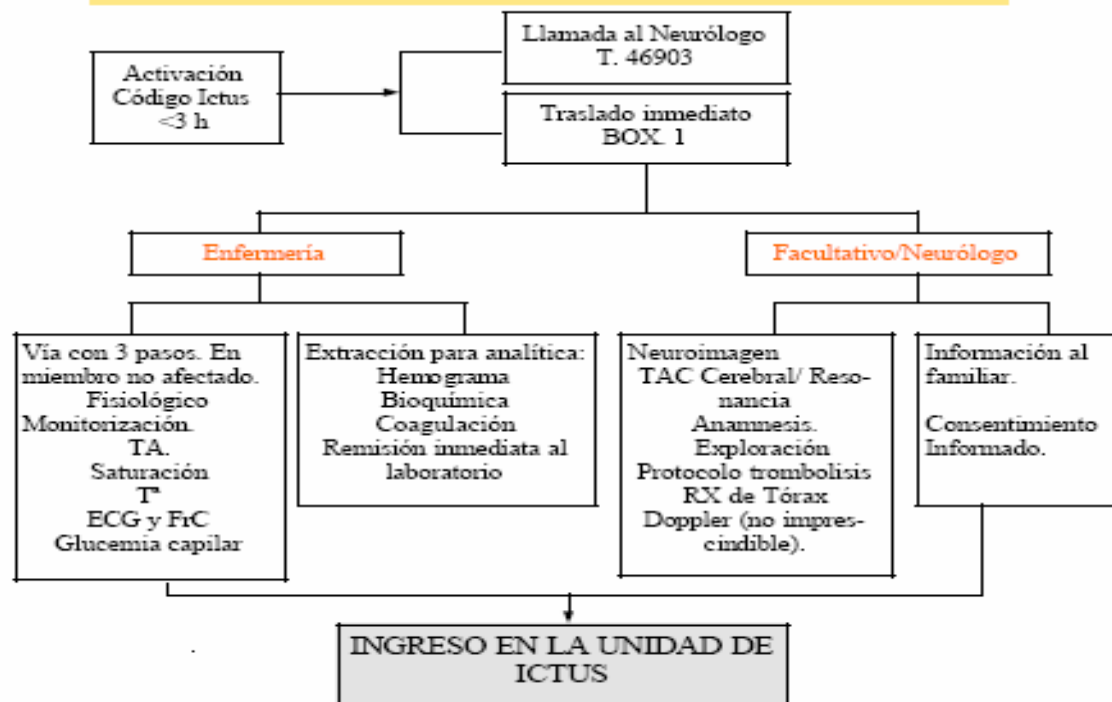 Llamada al Neurólogo
T. 46903
Activación
Código Ictus
<3 h
Traslado inmediato
BOX. 1
Enfermería
Facultativo/Neurólogo
Vía con 3 pasos. En
miembro no afectado.
Fisiológico
Monitorización.
TA.
Saturación
Tª
ECG y FrC
Glucemia capilar
Extracción para analítica:
Hemograma
Bioquímica
Coagulación
Remisión inmediata al
laboratorio
Neuroimagen
TAC Cerebral/ Reso-
nancia
Anamnesis.
Exploración
Protocolo trombolisis
RX de Tórax
Doppler (no impres-
cindible).
Información al
familiar.
Consentimiento
Informado.
INGRESO EN LA UNIDAD DE
ICTUS